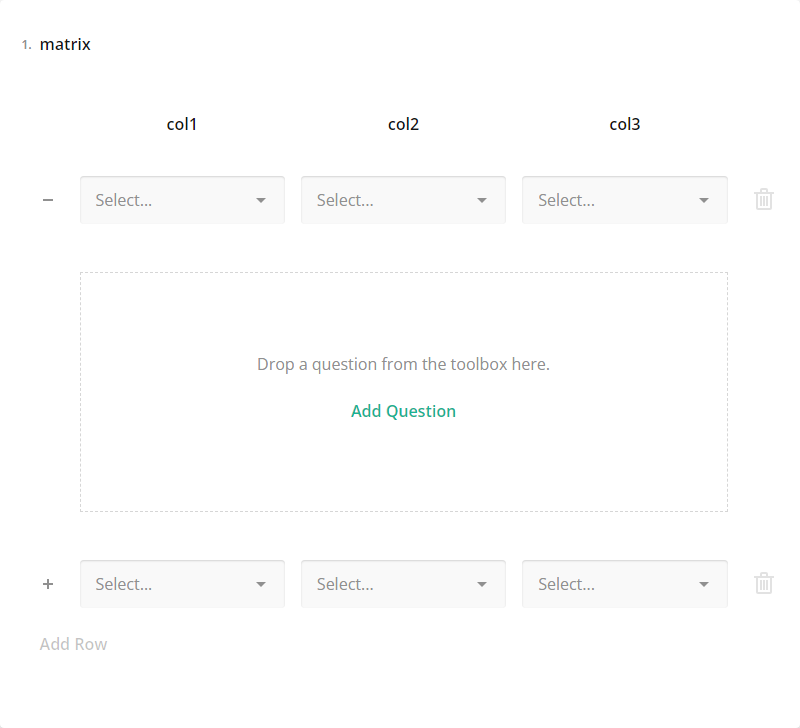 1. matrix
col1 col2 col3
Select... Select... Select...
Drop a question from the toolbox here.
Add Question
Select... Select... Select...
Add Row